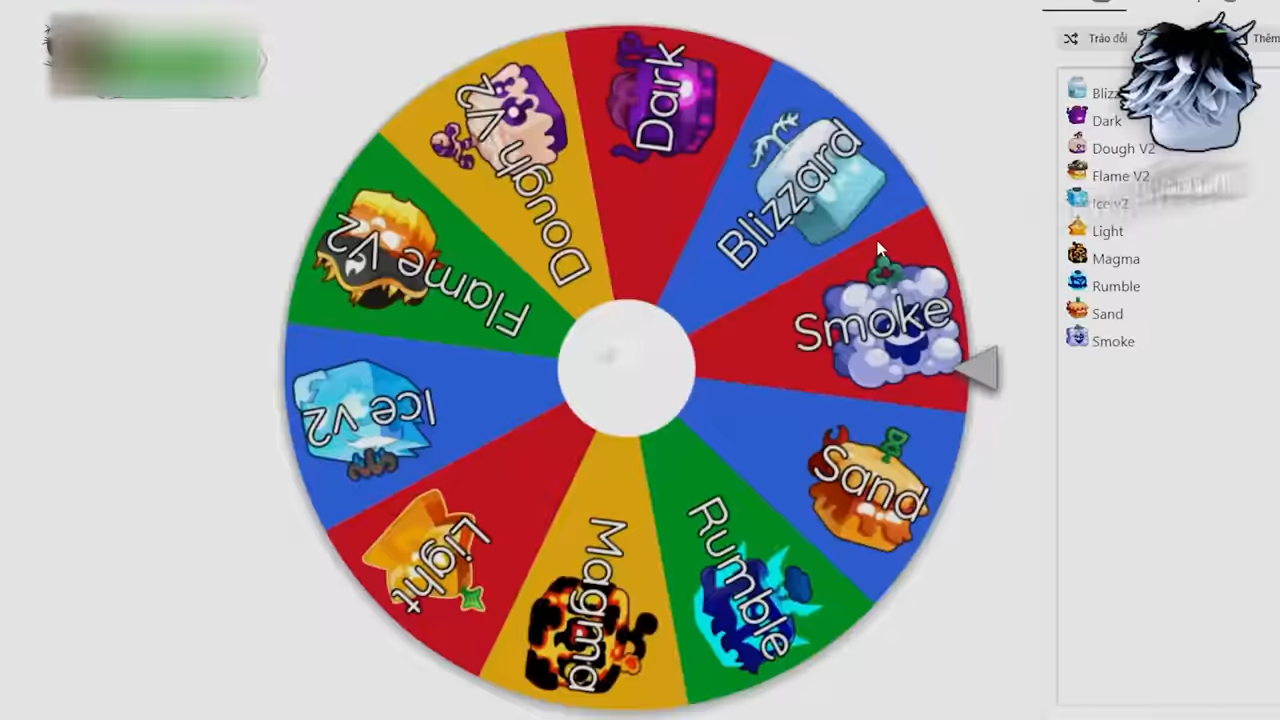 Tráo đổi
Thêm
Dark
Dough V2
Blizzard
Flame V2
Smoke
Ice v2
Sand
Light
Magma
Rumble
Dark
Dough V2
Flame V2
Ice v2
Light
Magma
Rumble
Sand
Smoke